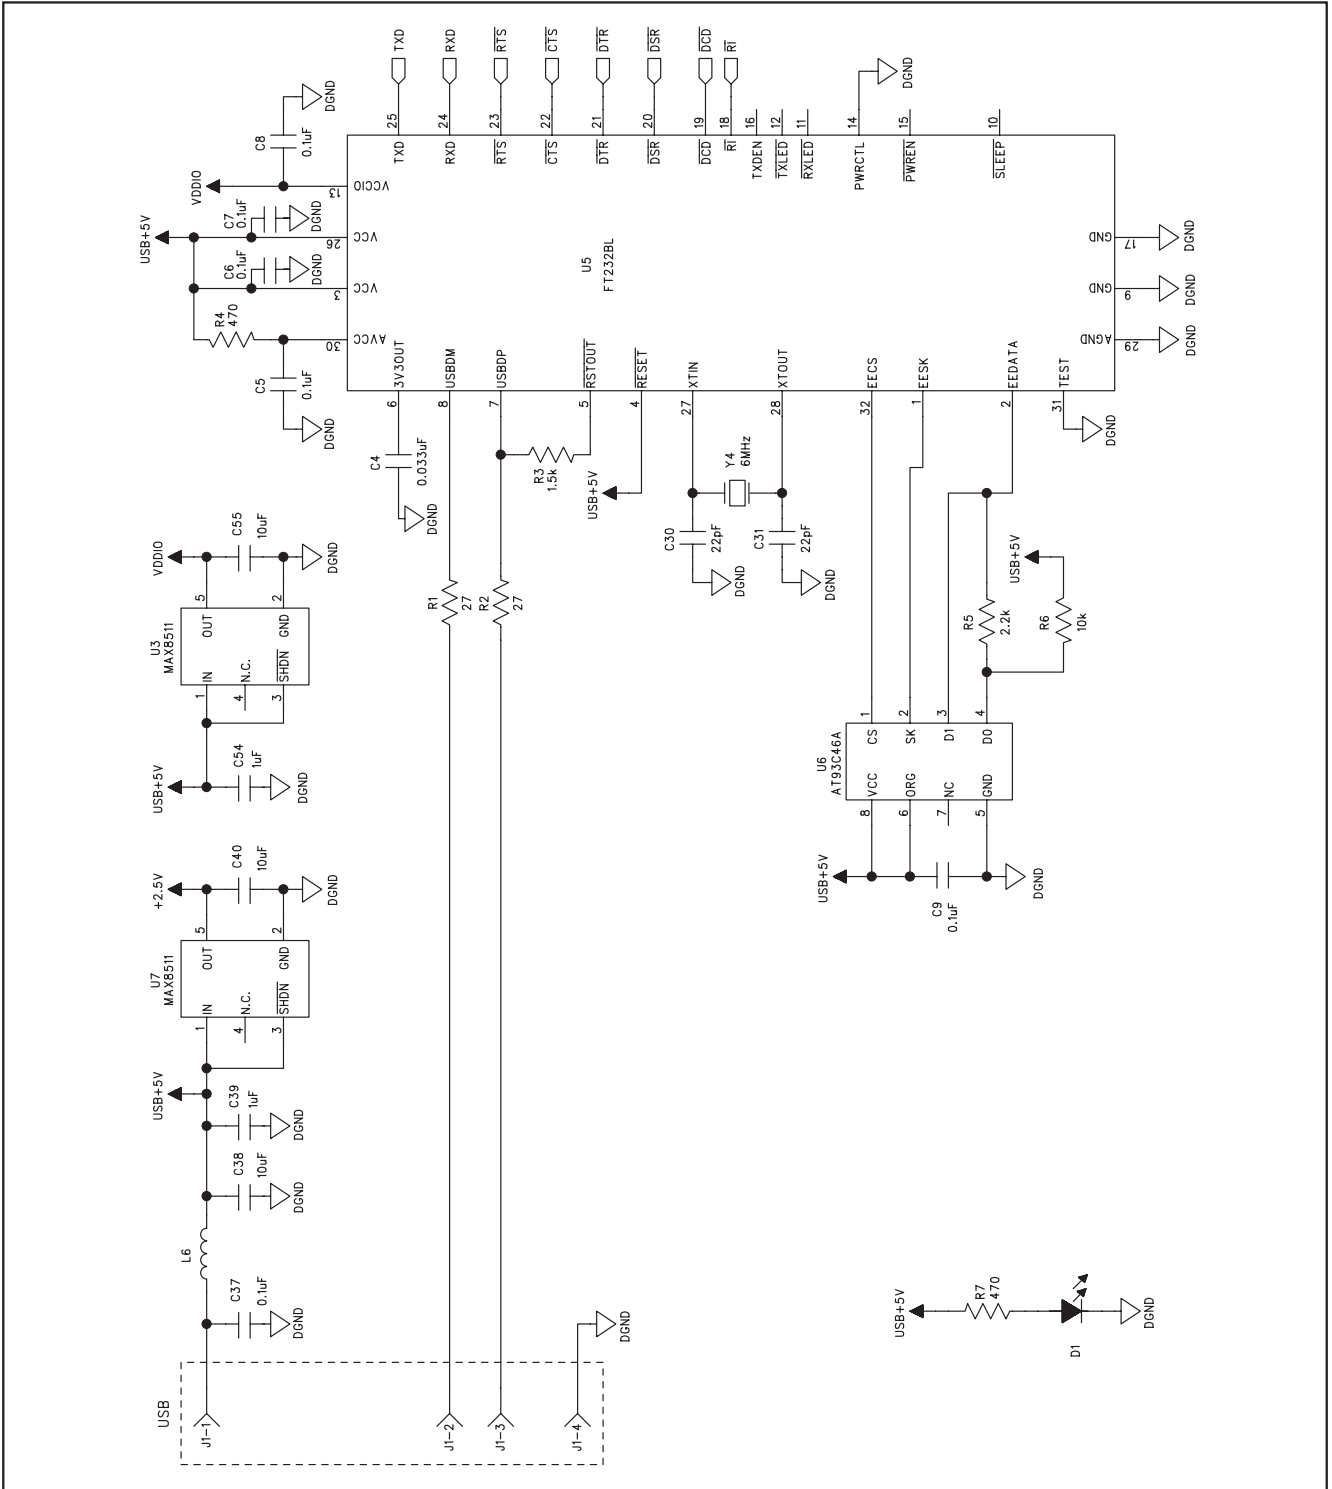 TXD
RXD
RTS
CTS
DTR
DSR
DCD
RI
DGND
DGND
25
24
23
22
21
20
19
18
16
12
11
14
15
10
C8
0.1uF
TXD
RXD
RTS
CTS
DTR
DSR
DCD
RI
TXDEN
TXLED
RXLED
PWRCTL
PWREN
SLEEP
VDDIO
13
VCCIO
USB+5V
C7
0.1uF
DGND
26
VCC
GND
17
DGND
C6
0.1uF
DGND
3
VCC
U5
FT232BL
GND
9
DGND
R4
470
30
AVCC
AGND
29
DGND
C5
0.1uF
DGND
3V3OUT
USBDM
USBDP
RSTOUT
RESET
XTIN
XTOUT
EECS
EESK
EEDATA
TEST
6
8
7
5
4
27
28
32
1
2
31
DGND
C4
0.033uF
DGND
R3
1.5k
USB+5V
Y4
6MHz
C30
22pF
DGND
C31
22pF
DGND
VDDIO
C55
10uF
DGND
5
2
U3
MAX8511
OUT
GND
IN
N.C.
SHDN
1
4
3
USB+5V
C54
1uF
DGND
R1
27
R2
27
USB+5V
R5
2.2k
R6
10k
1
2
3
4
U6
AT93C46A
CS
SK
D1
D0
VCC
ORG
NC
GND
8
6
7
5
USB+5V
C9
0.1uF
DGND
+2.5V
C40
10uF
DGND
5
2
U7
MAX8511
OUT
GND
IN
N.C.
SHDN
1
4
3
USB+5V
C39
1uF
DGND
C38
10uF
DGND
L6
C37
0.1uF
DGND
DGND
USB
J1-1
J1-2
J1-3
J1-4
USB+5V
R7
470
D1
DGND